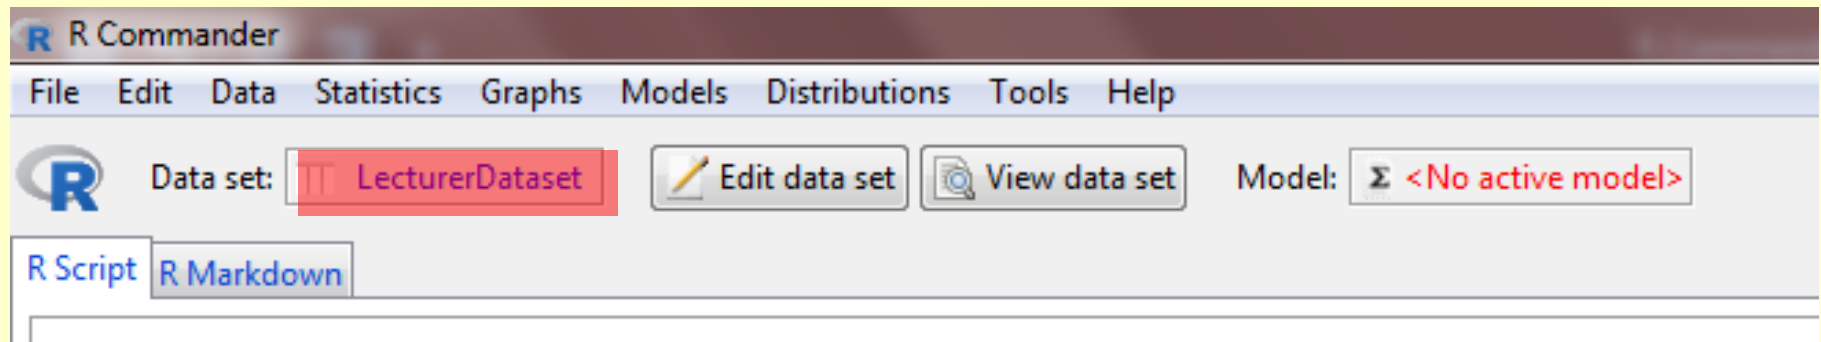 R Commander
File Edit Data Statistics Graphs Models Distributions Tools Help
R Data set: LecturerDataset Edit data set View data set Model: Σ <No active model>
R Script R Markdown